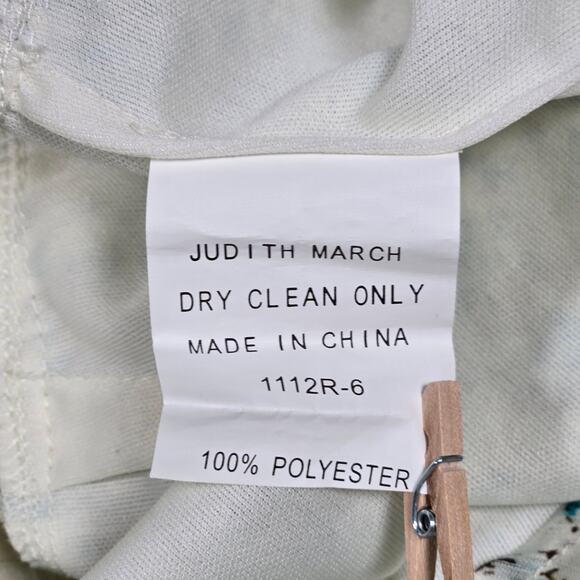 JUDITH MARCH
DRY CLEAN ONLY
MADE IN CHINA
1112R-6
100% POLYESTER